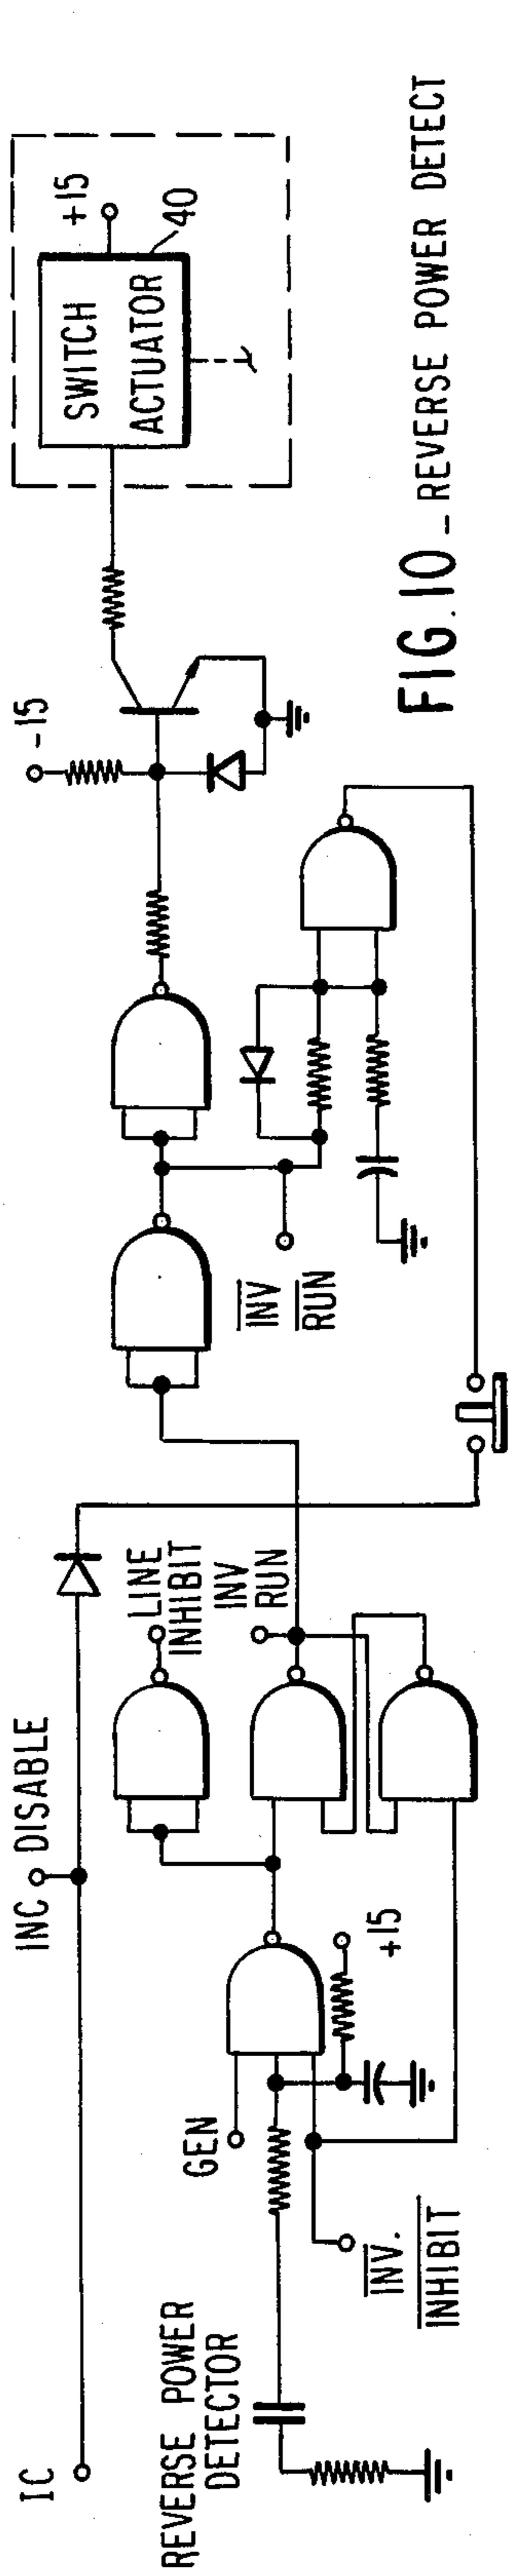 IC
INC DISABLE
REVERSE POWER
DETECTOR
GEN
INV.
INHIBIT
+15
LINE
INHIBIT
INV
RUN
INV
RUN
-15
SWITCH
ACTUATOR
+15
40
FIG. 10 - REVERSE POWER DETECT